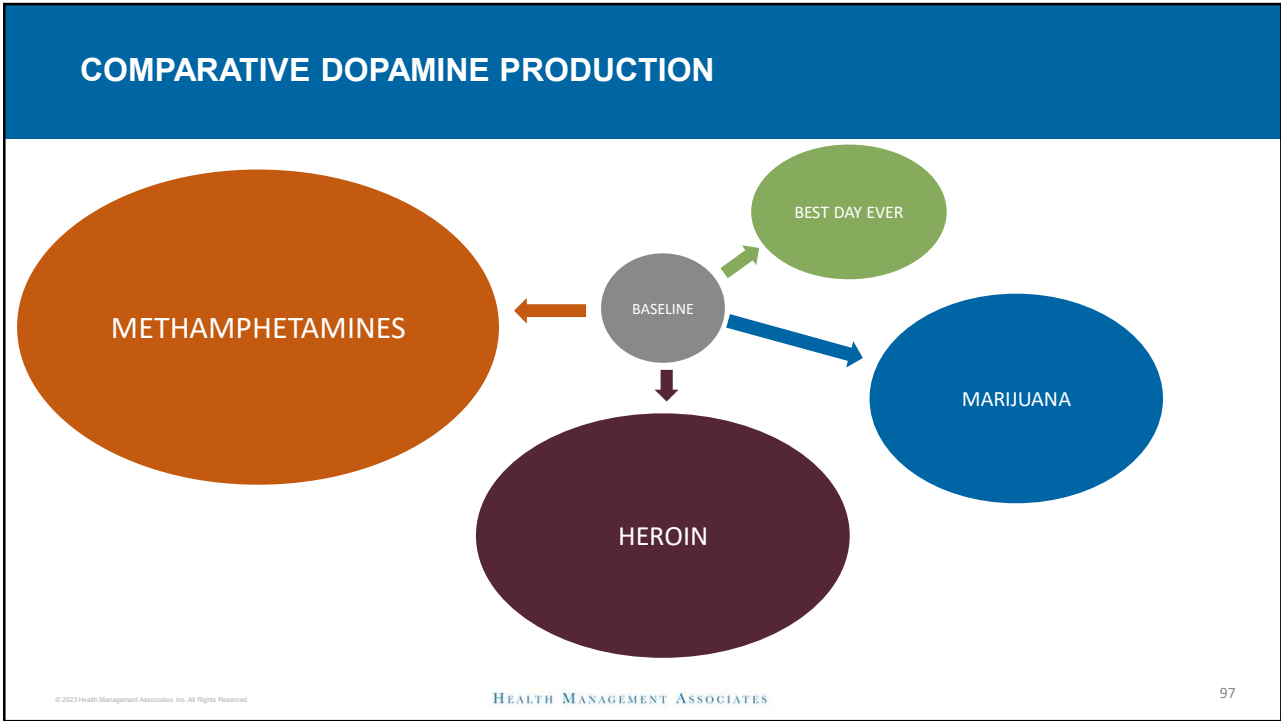 COMPARATIVE DOPAMINE PRODUCTION
BEST DAY EVER
BASELINE
METHAMPHETAMINES
MARIJUANA
HEROIN
© 2023 Health Management Associates, Inc. All Rights Reserved.
HEALTH MANAGEMENT ASSOCIATES
97